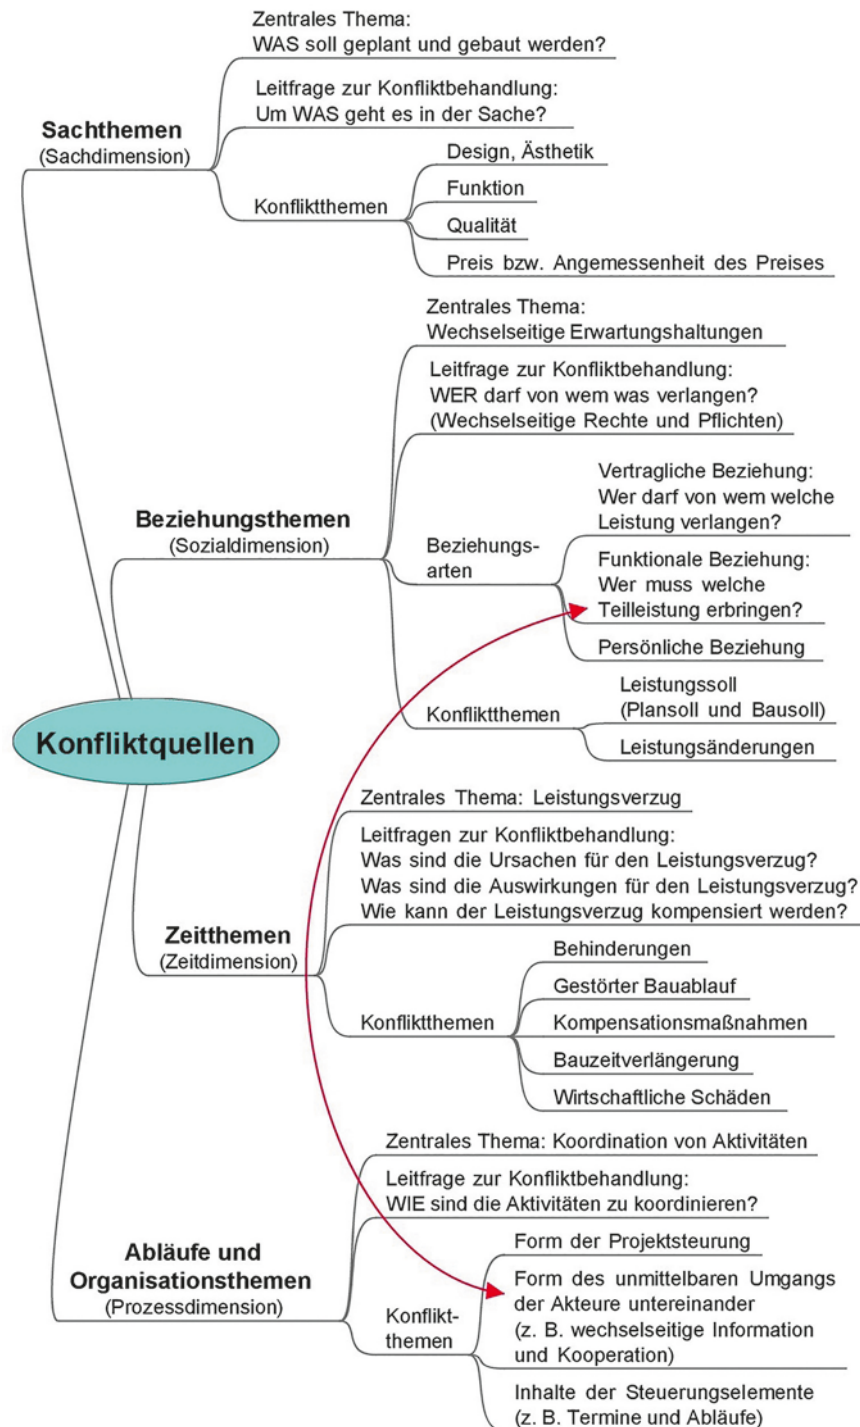 Zentrales Thema:
WAS soll geplant und gebaut werden?
Leitfrage zur Konfliktbehandlung:
Um WAS geht es in der Sache?
Sachthemen
(Sachdimension)
Konfliktthemen
Design, Ästhetik
Funktion
Qualität
Preis bzw. Angemessenheit des Preises
Zentrales Thema:
Wechselseitige Erwartungshaltungen
Leitfrage zur Konfliktbehandlung:
WER darf von wem was verlangen?
(Wechselseitige Rechte und Pflichten)
Beziehungsthemen
(Sozialdimension)
Beziehungs-
arten
Vertragliche Beziehung:
Wer darf von wem welche
Leistung verlangen?
Funktionale Beziehung:
Wer muss welche
Teilleistung erbringen?
Persönliche Beziehung
Konfliktthemen
Leistungssoll
(Plansoll und Bausoll)
Leistungsänderungen
Konfliktquellen
Zentrales Thema: Leistungsverzug
Leitfragen zur Konfliktbehandlung:
Was sind die Ursachen für den Leistungsverzug?
Was sind die Auswirkungen für den Leistungsverzug?
Wie kann der Leistungsverzug kompensiert werden?
Zeitthemen
(Zeitdimension)
Konfliktthemen
Behinderungen
Gestörter Bauablauf
Kompensationsmaßnahmen
Bauzeitverlängerung
Wirtschaftliche Schäden
Zentrales Thema: Koordination von Aktivitäten
Leitfrage zur Konfliktbehandlung:
WIE sind die Aktivitäten zu koordinieren?
Abläufe und
Organisationsthemen
(Prozessdimension)
Konflikt-
themen
Form der Projektsteurung
Form des unmittelbaren Umgangs
der Akteure untereinander
(z. B. wechselseitige Information
und Kooperation)
Inhalte der Steuerungselemente
(z. B. Termine und Abläufe)